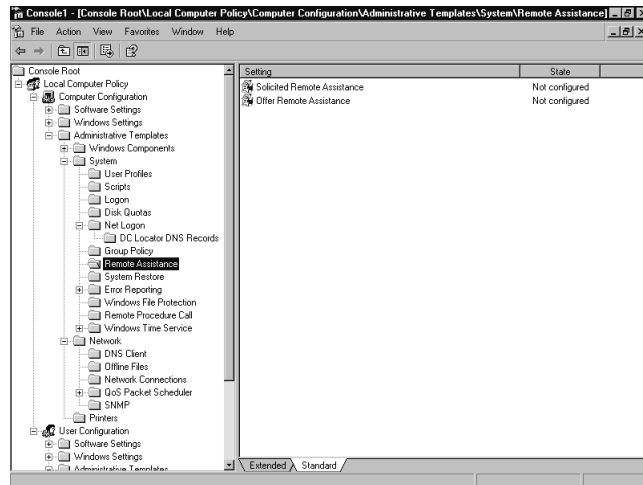 Console1 - [Console Root\Local Computer Policy\Computer Configuration\Administrative Templates\System\Remote Assistance]
File Action View Favorites Window Help
Console Root
Local Computer Policy
Computer Configuration
Software Settings
Windows Settings
Administrative Templates
Windows Components
System
User Profiles
Scripts
Logon
Disk Quotas
Net Logon
DC Locator DNS Records
Group Policy
Remote Assistance
System Restore
Error Reporting
Windows File Protection
Remote Procedure Call
Windows Time Service
Network
DNS Client
Offline Files
Network Connections
QoS Packet Scheduler
SNMP
Printers
User Configuration
Software Settings
Windows Settings
Administrative Templates
Setting State
Solicited Remote Assistance Not configured
Offer Remote Assistance Not configured
Extended Standard